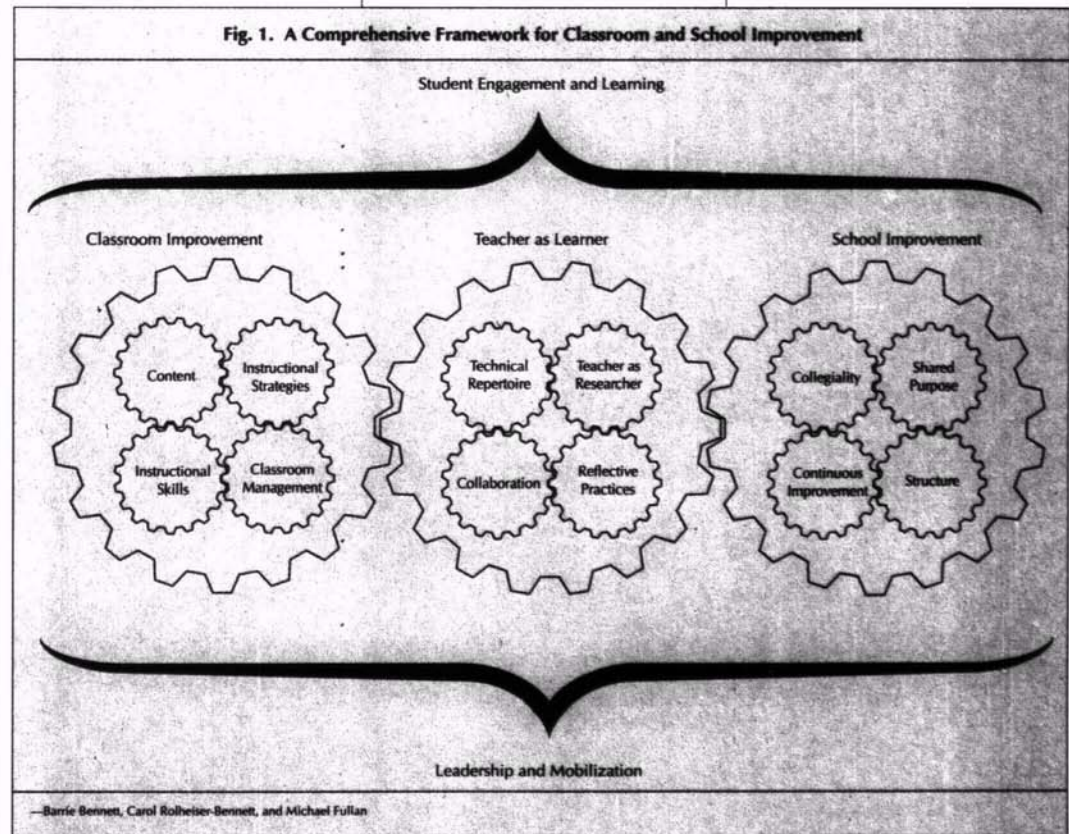 Fig. 1. A Comprehensive Framework for Classroom and School Improvement
Student Engagement and Learning
Classroom Improvement
Content
Instructional
Strategies
Instructional
Skills
Classroom
Management
Teacher as Learner
Technical
Repertoire
Teacher as
Researcher
Collaboration
Reflective
Practices
School Improvement
Collegiality
Shared
Purpose
Continuous
Improvement
Structure
Leadership and Mobilization
—Barrie Bennett, Carol Rolheiser-Bennett, and Michael Fullan